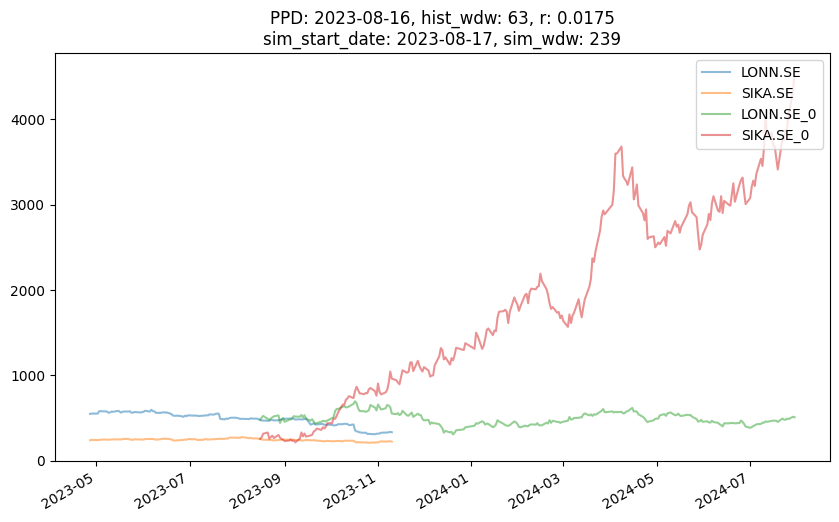 PPD: 2023-08-16, hist_wdw: 63, r: 0.0175
sim_start_date: 2023-08-17, sim_wdw: 239
LONN.SE
SIKA.SE
LONN.SE_0
SIKA.SE_0
4000
3000
2000
1000
0
2023-05
2023-07
2023-09
2023-11
2024-01
2024-03
2024-05
2024-07